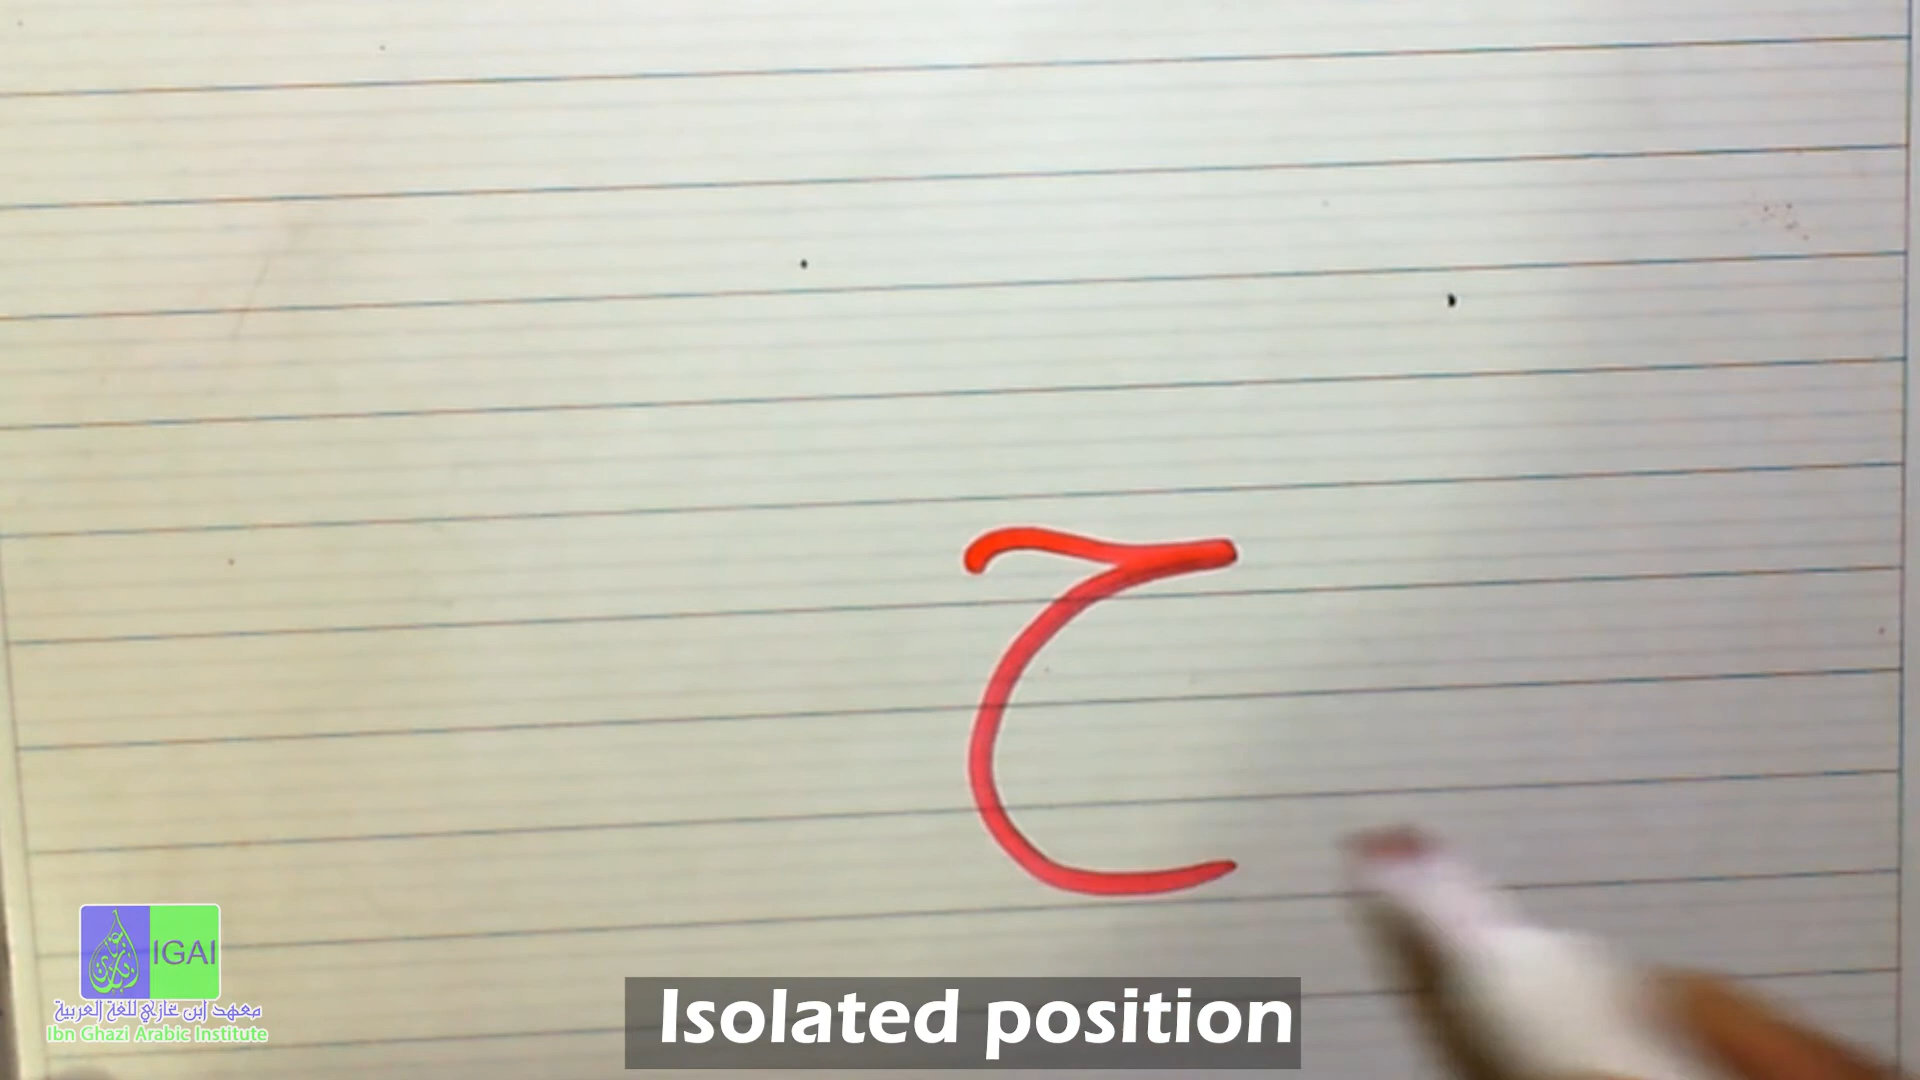 ح
IGAI
معهد ابن غازي للغة العربية
Ibn Ghazi Arabic Institute
Isolated position